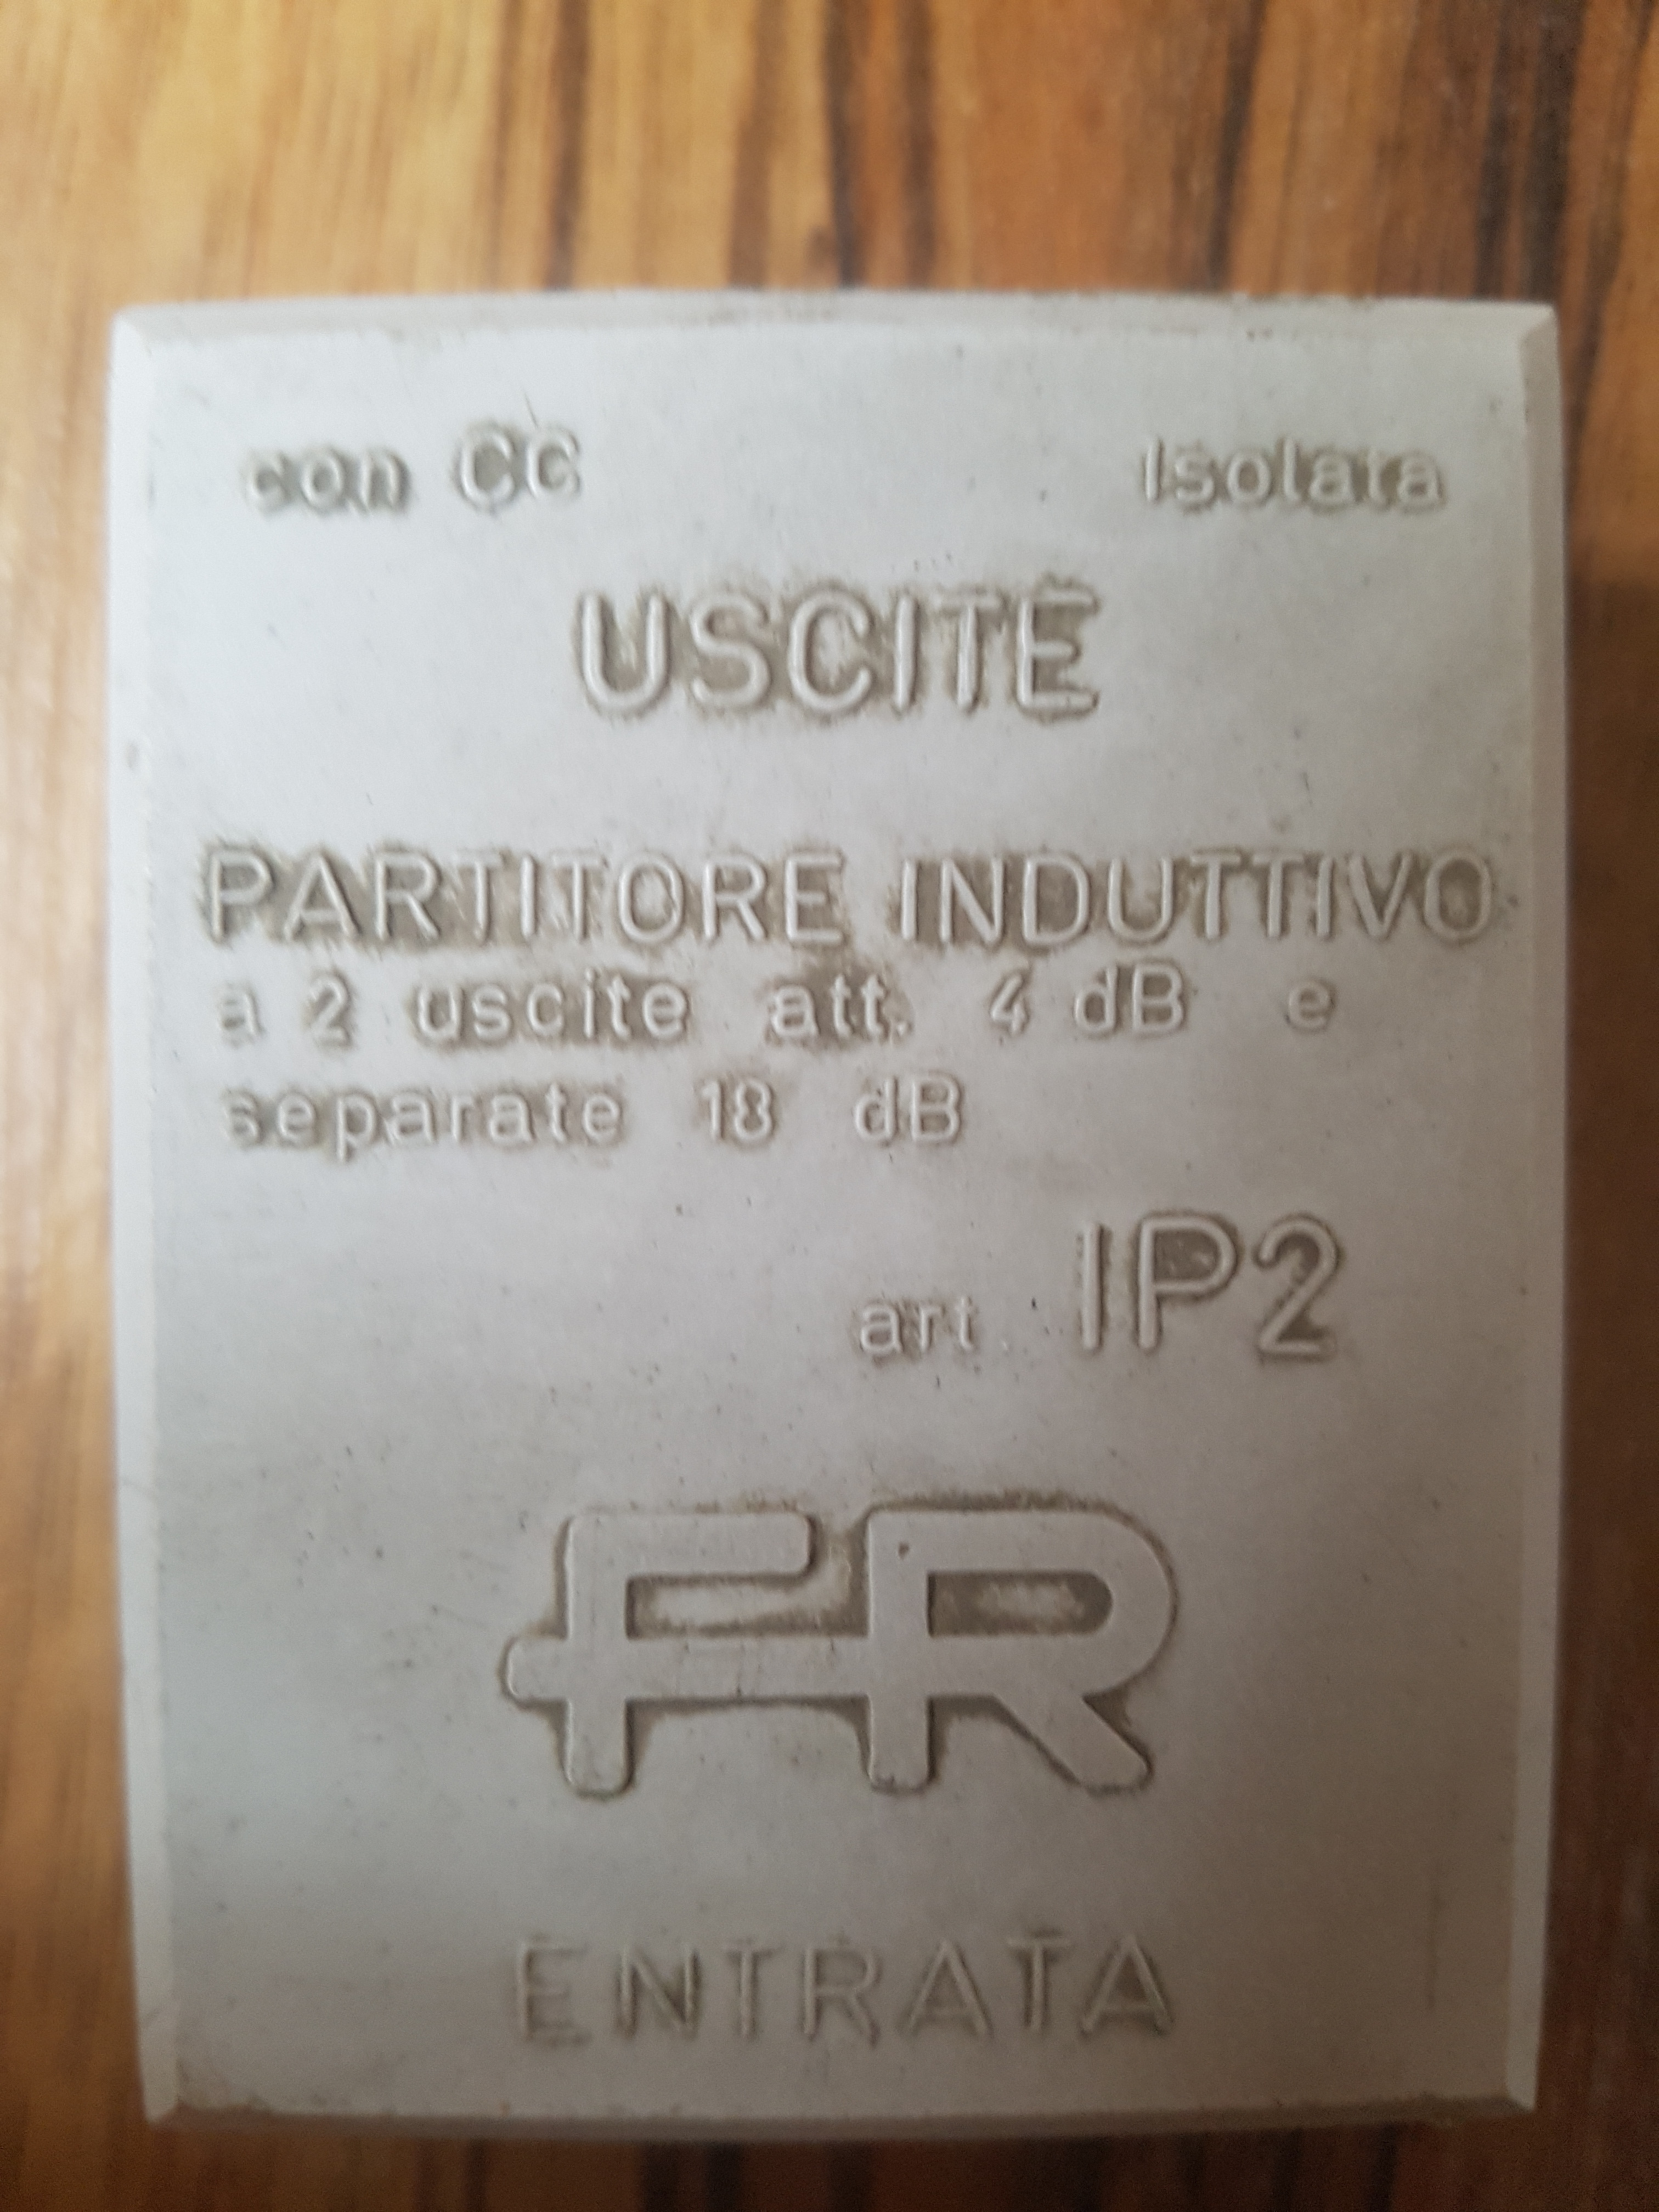 con CC Isolata
USCITE
PARTITORE INDUTTIVO
a 2 uscite att. 4 dB e
separate 18 dB
art. IP2
FR
ENTRATA